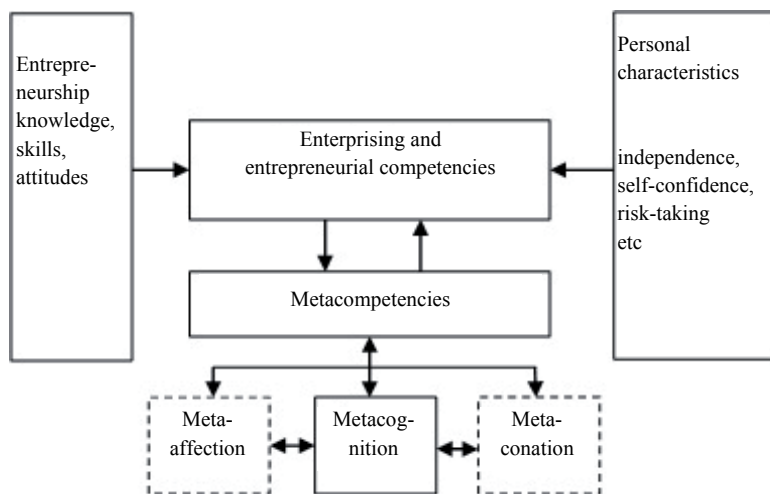 Entrepre-
neurship
knowledge,
skills,
attitudes
Enterprising and
entrepreneurial competencies
Personal
characteristics
independence,
self-confidence,
risk-taking
etc
Metacompetencies
Meta-
affection
Metacog-
nition
Meta-
conation